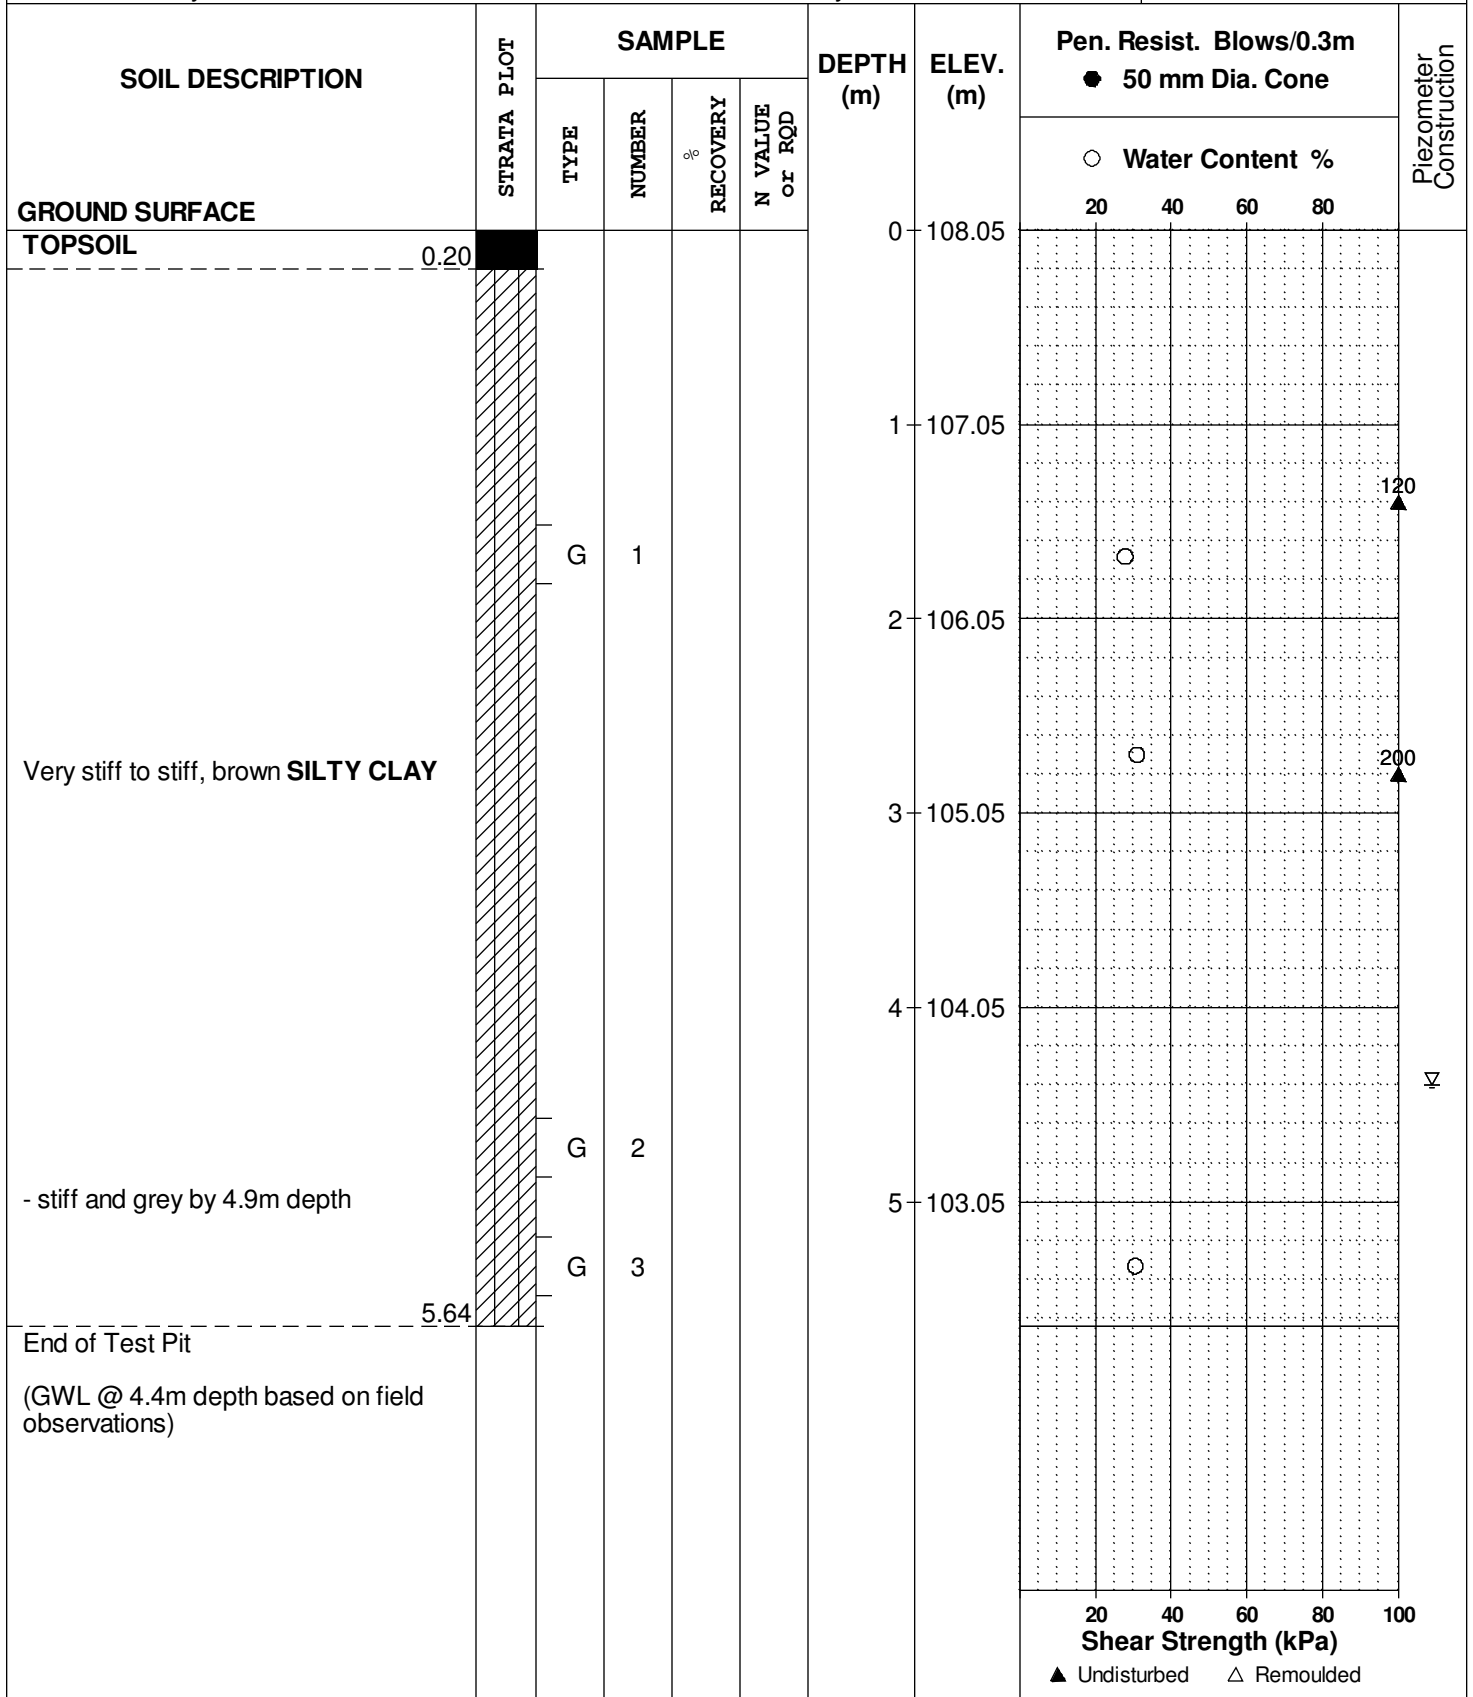 SOIL DESCRIPTION
GROUND SURFACE
STRATA PLOT
SAMPLE
TYPE
NUMBER
%
RECOVERY
N VALUE
or RQD
DEPTH
(m)
ELEV.
(m)
Pen. Resist. Blows/0.3m
● 50 mm Dia. Cone
○ Water Content %
20 40 60 80
Piezometer
Construction
TOPSOIL
0.20
0 108.05
1 107.05
120
G 1
2 106.05
Very stiff to stiff, brown SILTY CLAY
200
3 105.05
4 104.05
G 2
- stiff and grey by 4.9m depth
5 103.05
G 3
5.64
End of Test Pit
(GWL @ 4.4m depth based on field
observations)
20 40 60 80 100
Shear Strength (kPa)
▲ Undisturbed △ Remoulded